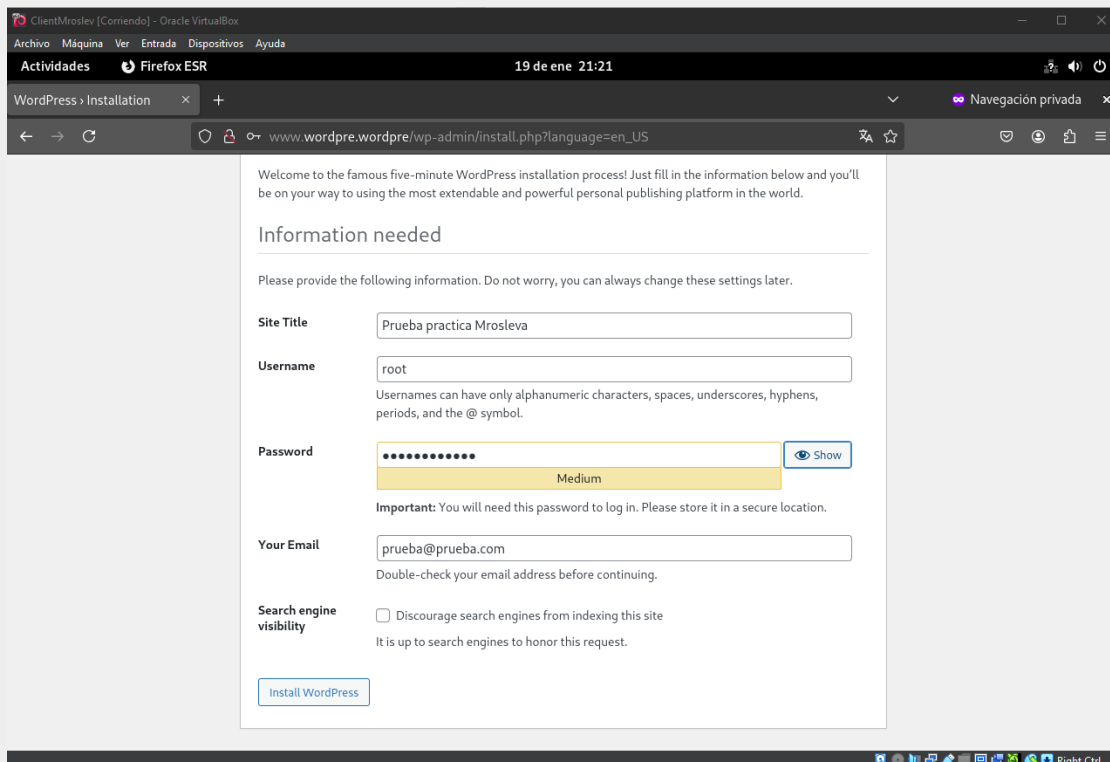 ClientMroslev [Corriendo] - Oracle VirtualBox
Archivo Máquina Ver Entrada Dispositivos Ayuda
Actividades Firefox ESR 19 de ene 21:21
WordPress › Installation Navegación privada
www.wordpre.wordpre/wp-admin/install.php?language=en_US
Welcome to the famous five-minute WordPress installation process! Just fill in the information below and you'll
be on your way to using the most extendable and powerful personal publishing platform in the world.
Information needed
Please provide the following information. Do not worry, you can always change these settings later.
Site Title Prueba practica Mrosleva
Username root
Usernames can have only alphanumeric characters, spaces, underscores, hyphens,
periods, and the @ symbol.
Password •••••••••••• Show
Medium
Important: You will need this password to log in. Please store it in a secure location.
Your Email prueba@prueba.com
Double-check your email address before continuing.
Search engine
visibility
Discourage search engines from indexing this site
It is up to search engines to honor this request.
Install WordPress
Right Ctrl